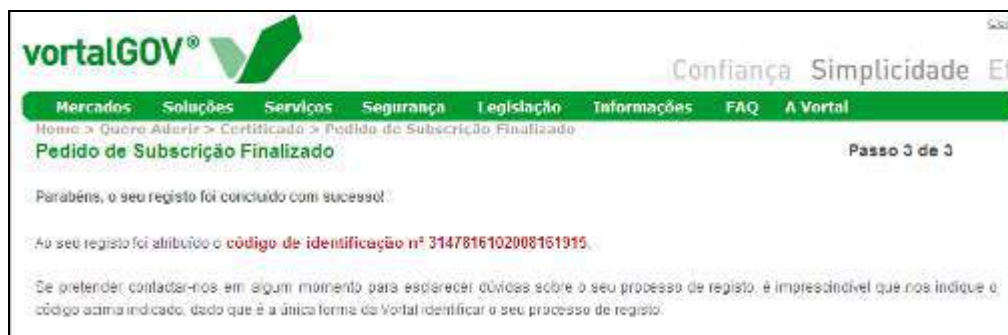 vortalGOV®
Confiança Simplicidade
Mercados Soluções Serviços Segurança Legislação Informações FAQ A Vortal
Home > Quero Aderir > Certificado > Pedido de Subscrição Finalizado
Pedido de Subscrição Finalizado Passo 3 de 3
Parabéns, o seu registo foi concluído com sucesso!
Ao seu registo foi atribuído o código de identificação nº 3147816102008161915.
Se pretender contactar-nos em algum momento para esclarecer dúvidas sobre o seu processo de registo, é imprescindível que nos indique o
código acima indicado, dado que é a única forma da Vortal identificar o seu processo de registo.